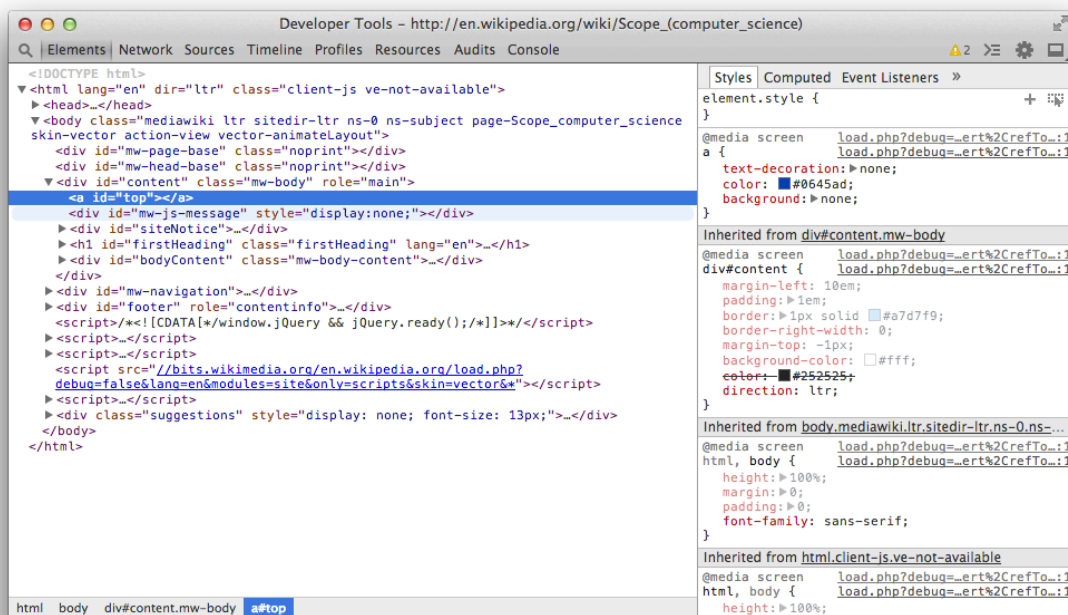 Developer Tools - http://en.wikipedia.org/wiki/Scope_(computer_science)
Elements Network Sources Timeline Profiles Resources Audits Console 2
<!DOCTYPE html>
<html lang="en" dir="ltr" class="client-js ve-not-available">
<head>…</head>
<body class="mediawiki ltr sitedir-ltr ns-0 ns-subject page-Scope_computer_science
skin-vector action-view vector-animateLayout">
<div id="mw-page-base" class="noprint"></div>
<div id="mw-head-base" class="noprint"></div>
<div id="content" class="mw-body" role="main">
<a id="top"></a>
<div id="mw-js-message" style="display:none;"></div>
<div id="siteNotice">…</div>
<h1 id="firstHeading" class="firstHeading" lang="en">…</h1>
<div id="bodyContent" class="mw-body-content">…</div>
</div>
<div id="mw-navigation">…</div>
<div id="footer" role="contentinfo">…</div>
<script>/*<![CDATA[*/window.jQuery && jQuery.ready();/*]]>*/</script>
<script>…</script>
<script>…</script>
<script src="//bits.wikimedia.org/en.wikipedia.org/load.php?
debug=false&lang=en&modules=site&only=scripts&skin=vector&*"></script>
<script>…</script>
<div class="suggestions" style="display: none; font-size: 13px;">…</div>
</body>
</html>
html body div#content.mw-body a#top
Styles Computed Event Listeners »
element.style {
}
@media screen load.php?debug=…ert%2CrefTo…:1
a { load.php?debug=…ert%2CrefTo…:1
text-decoration: none;
color: #0645ad;
background: none;
}
Inherited from div#content.mw-body
@media screen load.php?debug=…ert%2CrefTo…:1
div#content { load.php?debug=…ert%2CrefTo…:1
margin-left: 10em;
padding: 1em;
border: 1px solid #a7d7f9;
border-right-width: 0;
margin-top: -1px;
background-color: #fff;
color: #252525;
direction: ltr;
}
Inherited from body.mediawiki.ltr.sitedir-ltr.ns-0.ns-…
@media screen load.php?debug=…ert%2CrefTo…:1
html, body { load.php?debug=…ert%2CrefTo…:1
height: 100%;
margin: 0;
padding: 0;
font-family: sans-serif;
}
Inherited from html.client-js.ve-not-available
@media screen load.php?debug=…ert%2CrefTo…:1
html, body { load.php?debug=…ert%2CrefTo…:1
height: 100%;